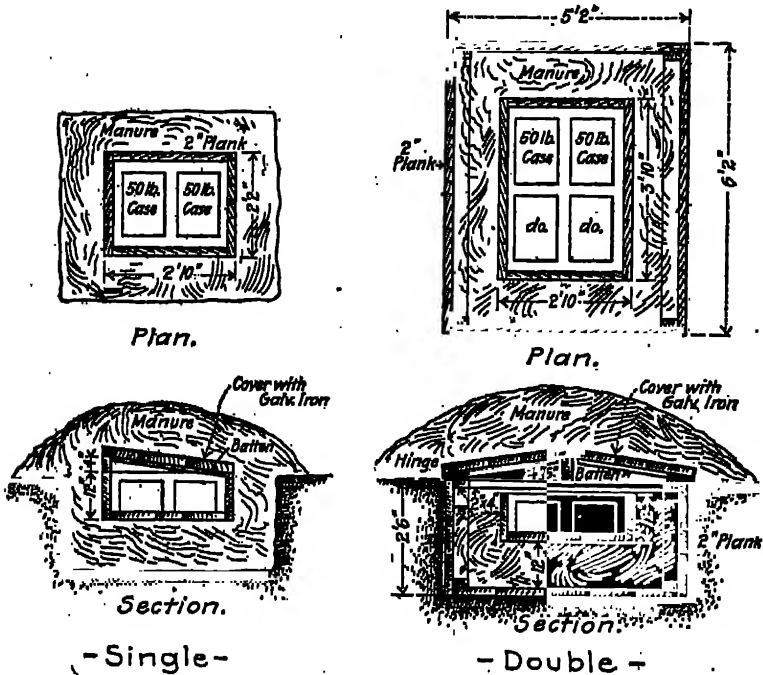 Manure
2" Plank
50 lb.
Case
50 lb.
Case
2'2"
2'10"
Plan.
5'2"
Manure
2"
Plank
50 lb.
Case
50 lb.
Case
do.
do.
3'10"
6'2"
2'10"
Plan.
Cover with
Galv. Iron
Manure
Batten
12"
Section.
- Single -
Cover with
Galv. Iron
Manure
Hinge
Batten
2'6"
12"
2" Plank
Section.
- Double -